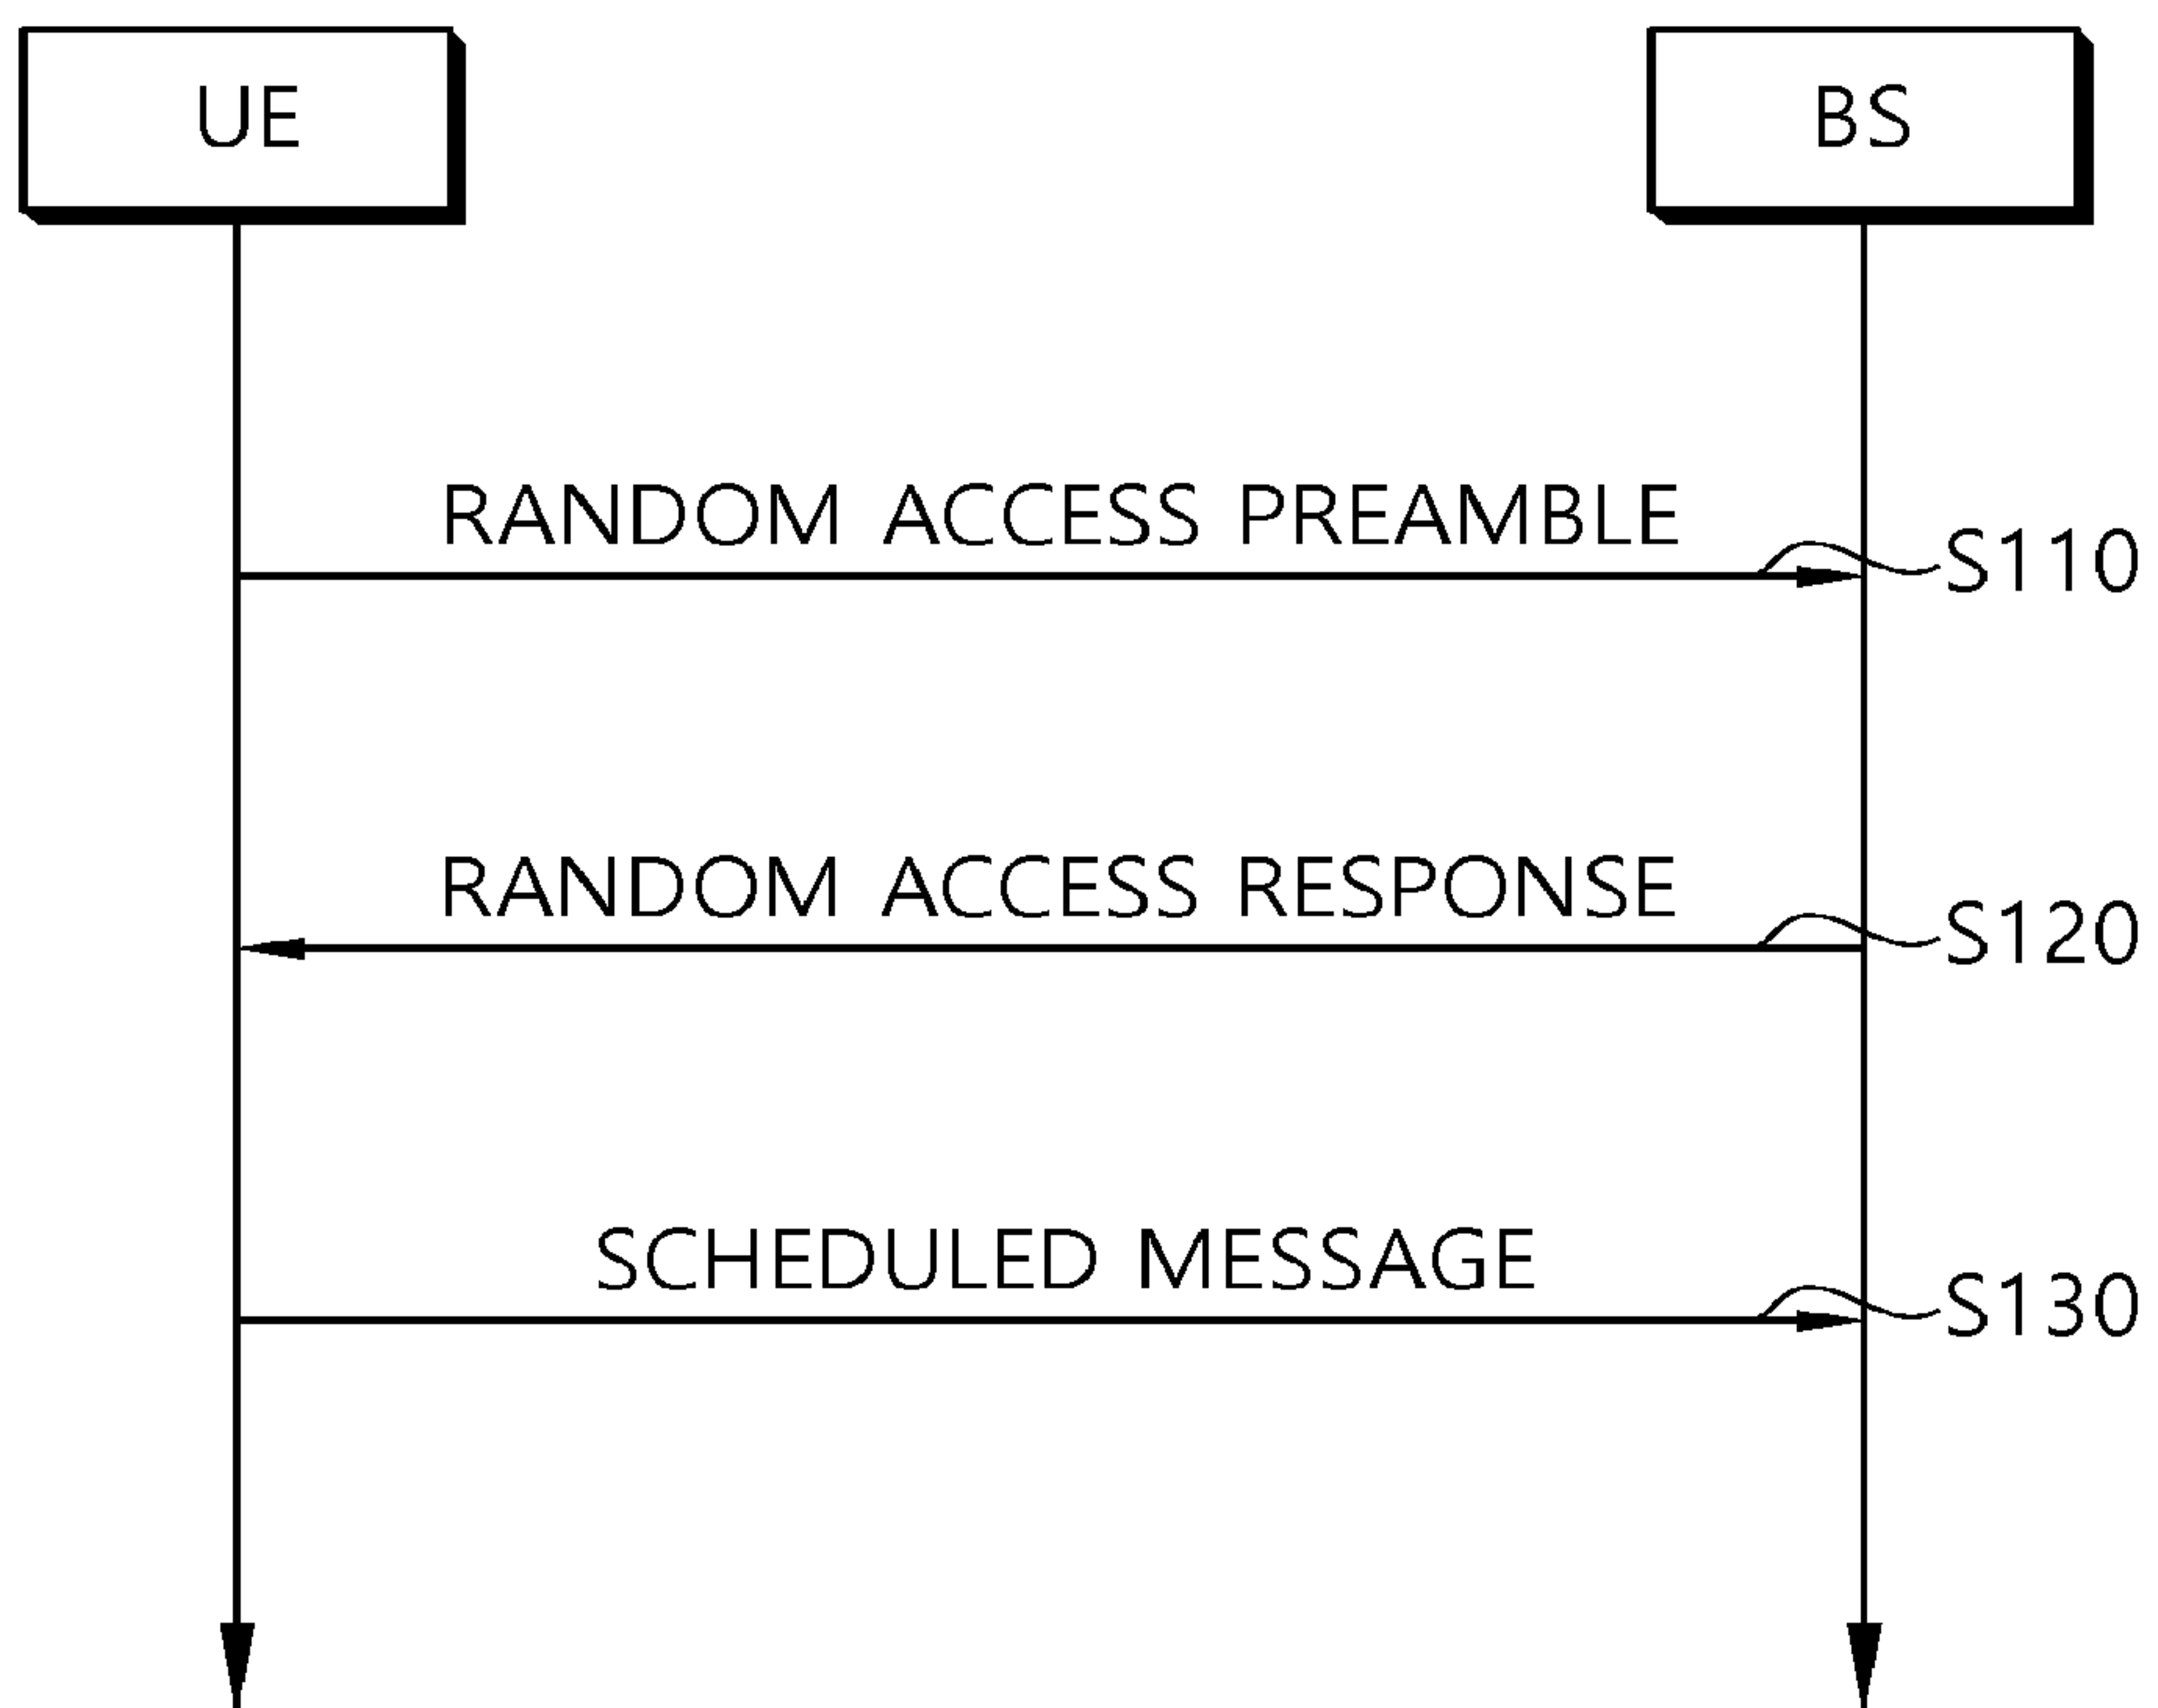 UE
BS
RANDOM ACCESS PREAMBLE
S110
RANDOM ACCESS RESPONSE
S120
SCHEDULED MESSAGE
S130